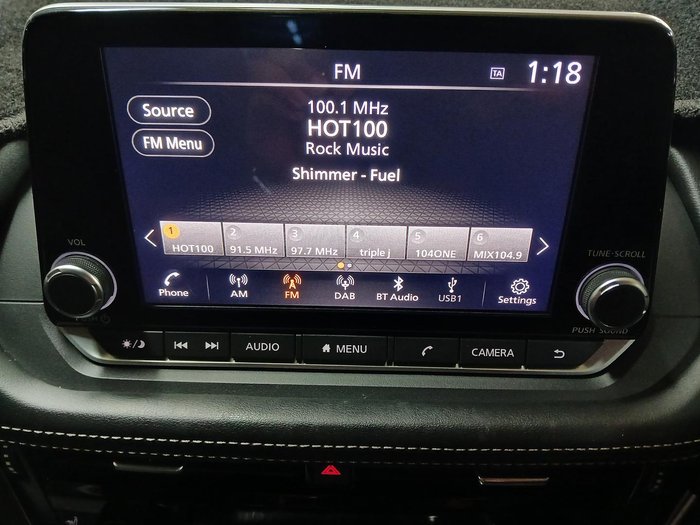 FM
TA
1:18
Source
FM Menu
100.1 MHz
HOT100
Rock Music
Shimmer - Fuel
1 HOT100
2 91.5 MHz
3 97.7 MHz
4 triple j
5 104ONE
6 MIX104.9
VOL
TUNE·SCROLL
Phone
AM
FM
DAB
BT Audio
USB1
Settings
PUSH SOUND
AUDIO
MENU
CAMERA